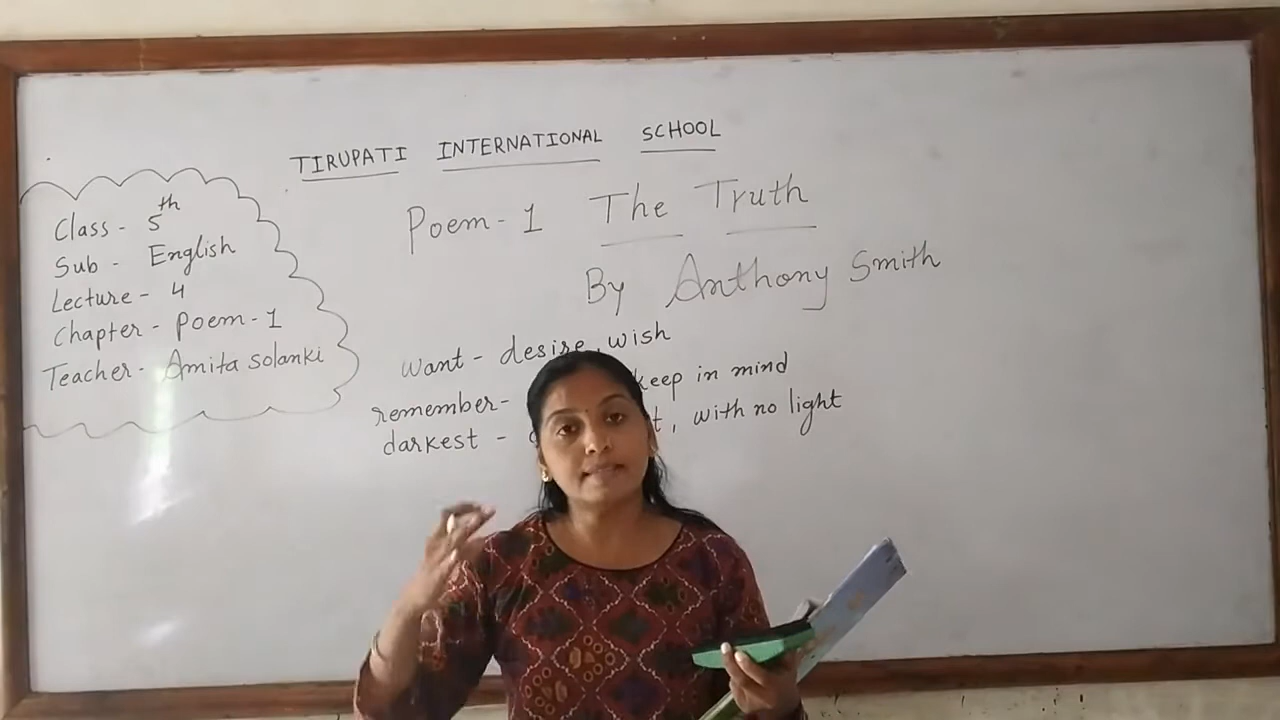 TIRUPATI INTERNATIONAL SCHOOL
Class - 5th
Sub - English
Lecture - 4
Chapter - Poem-1
Teacher - Amita Solanki
Poem-1 The Truth
By Anthony Smith
want - desire, wish
remember - keep in mind
darkest - , with no light